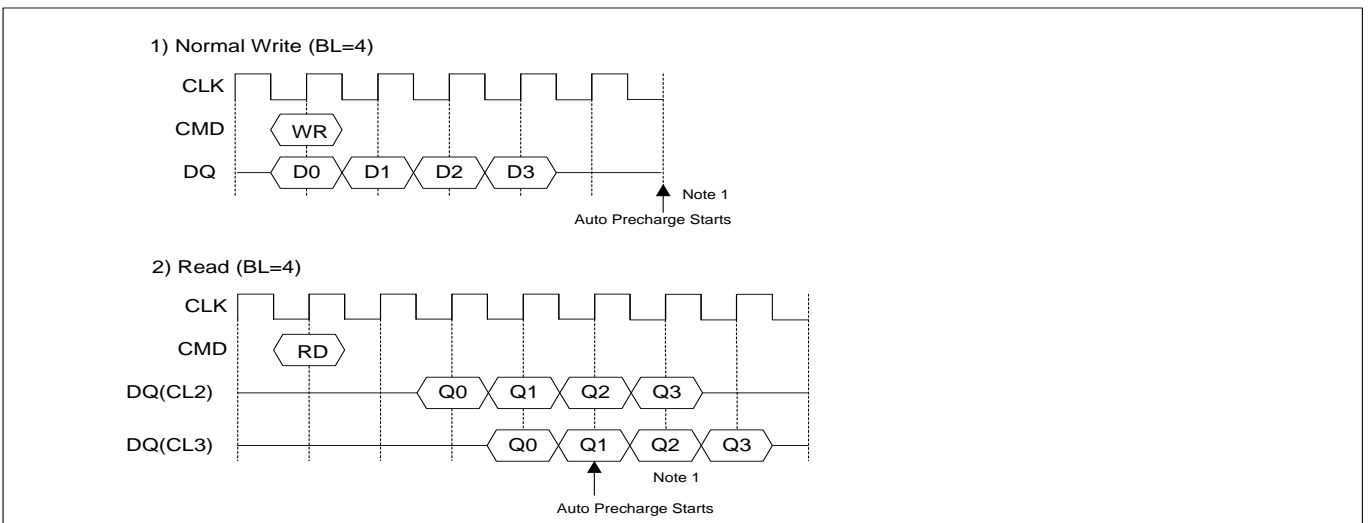 1) Normal Write (BL=4)
CLK
CMD WR
DQ D0 D1 D2 D3
Note 1
Auto Precharge Starts
2) Read (BL=4)
CLK
CMD RD
DQ(CL2) Q0 Q1 Q2 Q3
DQ(CL3) Q0 Q1 Q2 Q3
Note 1
Auto Precharge Starts